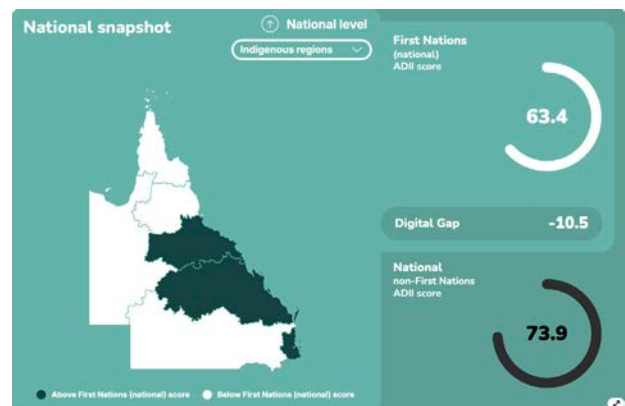 National snapshot
National level
Indigenous regions
First Nations
(national)
ADII score
63.4
Digital Gap
-10.5
National
non-First Nations
ADII score
73.9
Above First Nations (national) score
Below First Nations (national) score